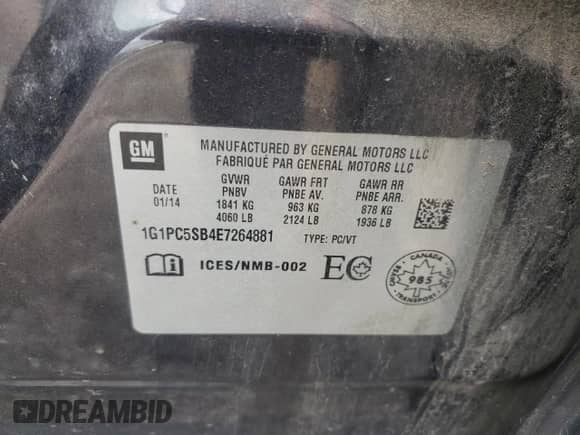 GM
MANUFACTURED BY GENERAL MOTORS LLC
FABRIQUÉ PAR GENERAL MOTORS LLC
DATE
01/14
GVWR
PNBV
1841 KG
4060 LB
GAWR FRT
PNBE AV.
963 KG
2124 LB
GAWR RR
PNBE ARR.
878 KG
1936 LB
1G1PC5SB4E7264881
TYPE: PC/VT
ICES/NMB-002
EC
CANADA
985
TRANSPORT
DREAMBID